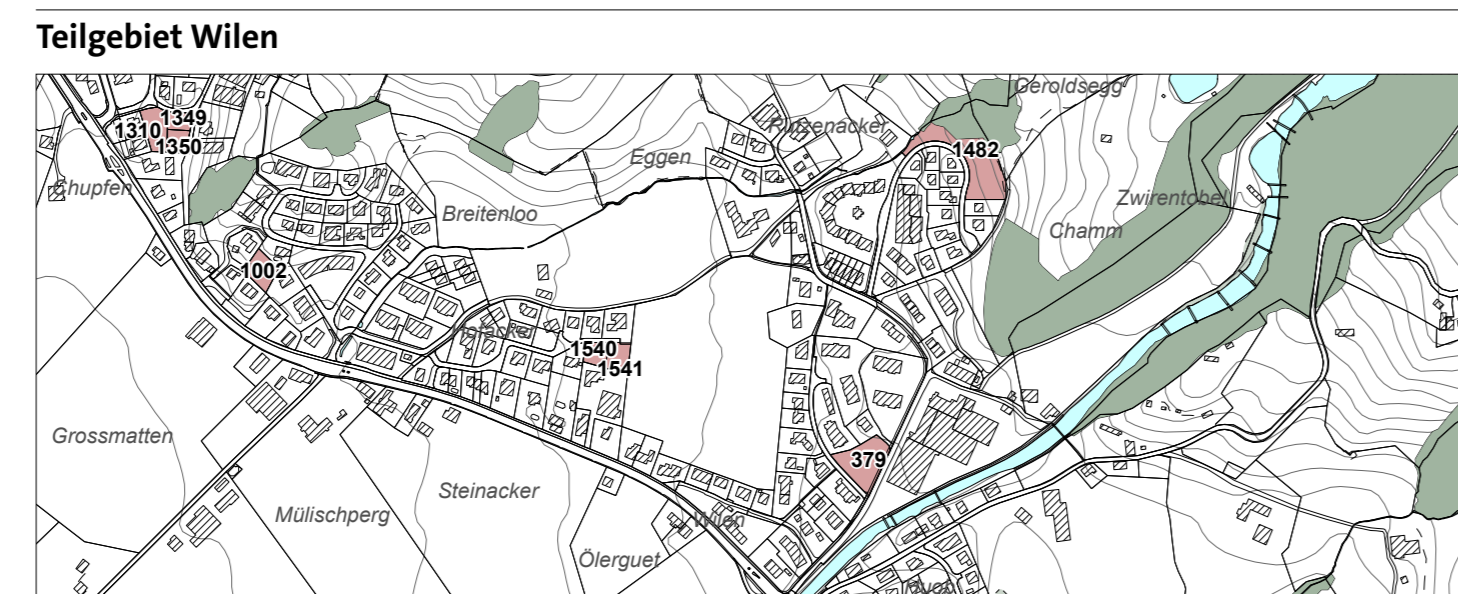 Teilgebiet Wilen
Geroldsegg
1349
1310
1350
Eggen
1482
Chupfen
Zwirentobel
Breitenloo
Chamm
1002
Hofacker
1540
1541
Grossmatten
379
Steinacker
Mülischperg
Wilen
Ölerguet